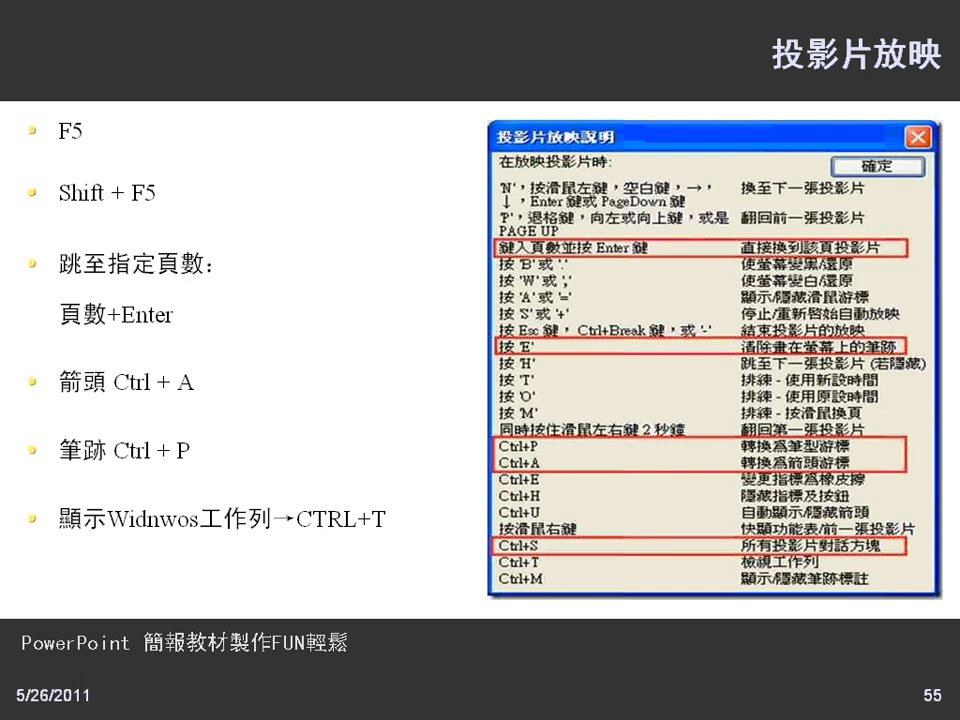 投影片放映
F5
Shift + F5
跳至指定頁數：
頁數+Enter
箭頭 Ctrl + A
筆跡 Ctrl + P
顯示Widnwos工作列→CTRL+T
投影片放映說明
在放映投影片時:
確定
'N'，按滑鼠左鍵，空白鍵，→， 換至下一張投影片
↓，Enter 鍵或 PageDown 鍵
'P'，退格鍵，向左或向上鍵，或是 翻回前一張投影片
PAGE UP
鍵入頁數並按 Enter 鍵 直接換到該頁投影片
按 'B' 或 '.' 使螢幕變黑/還原
按 'W' 或 ',' 使螢幕變白/還原
按 'A' 或 '=' 顯示/隱藏滑鼠游標
按 'S' 或 '+' 停止/重新啓始自動放映
按 Esc 鍵， Ctrl+Break 鍵，或 '-' 結束投影片的放映
按 'E' 清除畫在螢幕上的筆跡
按 'H' 跳至下一張投影片 (若隱藏)
按 'T' 排練 - 使用新設時間
按 'O' 排練 - 使用原設時間
按 'M' 排練 - 按滑鼠換頁
同時按住滑鼠左右鍵 2 秒鐘 翻回第一張投影片
Ctrl+P 轉換爲筆型游標
Ctrl+A 轉換爲箭頭游標
Ctrl+E 變更指標爲橡皮擦
Ctrl+H 隱藏指標及按鈕
Ctrl+U 自動顯示/隱藏箭頭
按滑鼠右鍵 快顯功能表/前一張投影片
Ctrl+S 所有投影片對話方塊
Ctrl+T 檢視工作列
Ctrl+M 顯示/隱藏筆跡標註
PowerPoint 簡報教材製作FUN輕鬆
5/26/2011
55